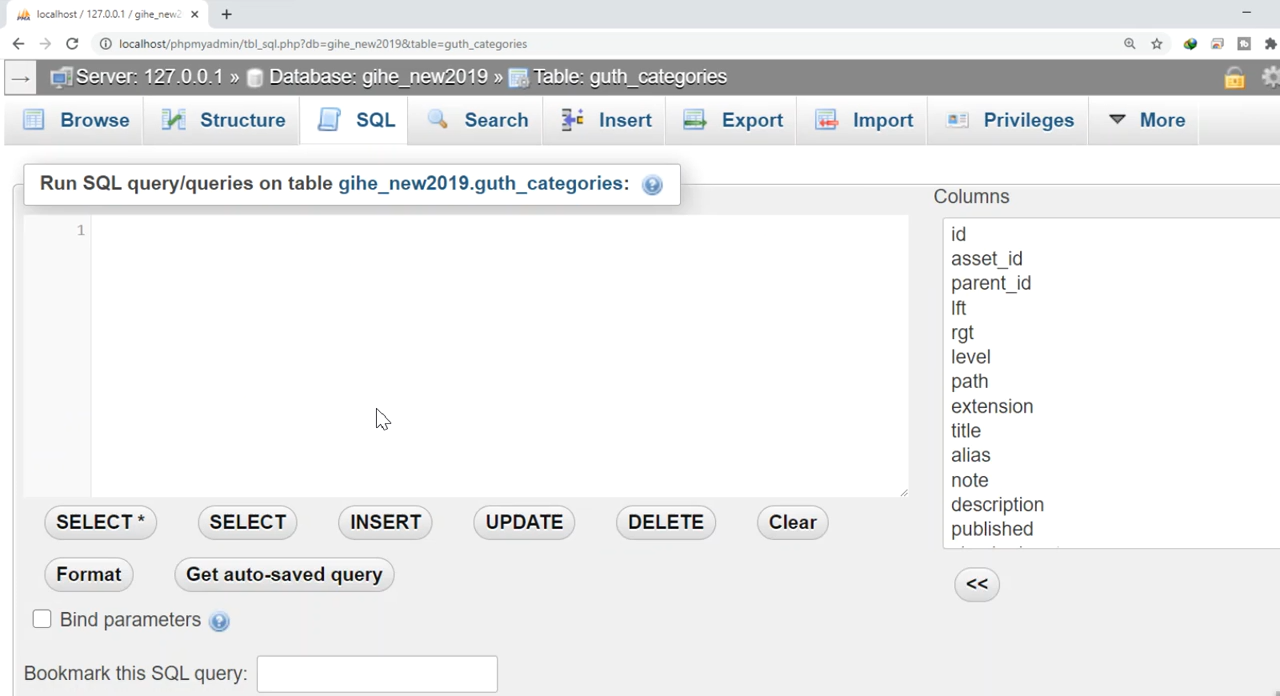 localhost / 127.0.0.1 / gihe_new2
localhost/phpmyadmin/tbl_sql.php?db=gihe_new2019&table=guth_categories
Server: 127.0.0.1 » Database: gihe_new2019 » Table: guth_categories
Browse Structure SQL Search Insert Export Import Privileges More
Run SQL query/queries on table gihe_new2019.guth_categories:
Columns
1
id
asset_id
parent_id
lft
rgt
level
path
extension
title
alias
note
description
published
SELECT * SELECT INSERT UPDATE DELETE Clear
Format Get auto-saved query
<<
Bind parameters
Bookmark this SQL query: